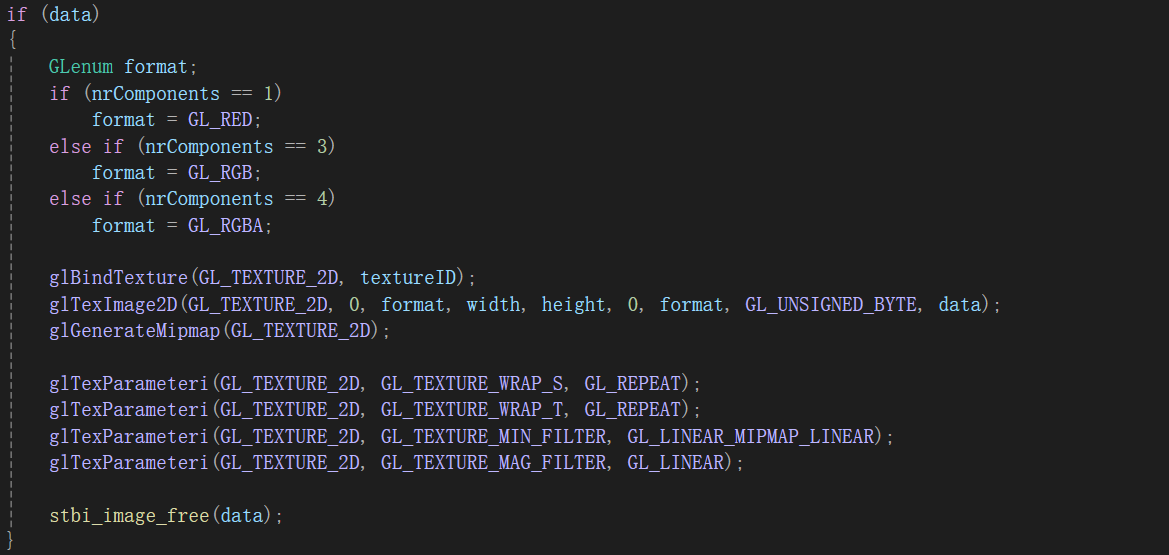 if (data)
{
GLenum format;
if (nrComponents == 1)
format = GL_RED;
else if (nrComponents == 3)
format = GL_RGB;
else if (nrComponents == 4)
format = GL_RGBA;
glBindTexture(GL_TEXTURE_2D, textureID);
glTexImage2D(GL_TEXTURE_2D, 0, format, width, height, 0, format, GL_UNSIGNED_BYTE, data);
glGenerateMipmap(GL_TEXTURE_2D);
glTexParameteri(GL_TEXTURE_2D, GL_TEXTURE_WRAP_S, GL_REPEAT);
glTexParameteri(GL_TEXTURE_2D, GL_TEXTURE_WRAP_T, GL_REPEAT);
glTexParameteri(GL_TEXTURE_2D, GL_TEXTURE_MIN_FILTER, GL_LINEAR_MIPMAP_LINEAR);
glTexParameteri(GL_TEXTURE_2D, GL_TEXTURE_MAG_FILTER, GL_LINEAR);
stbi_image_free(data);
}